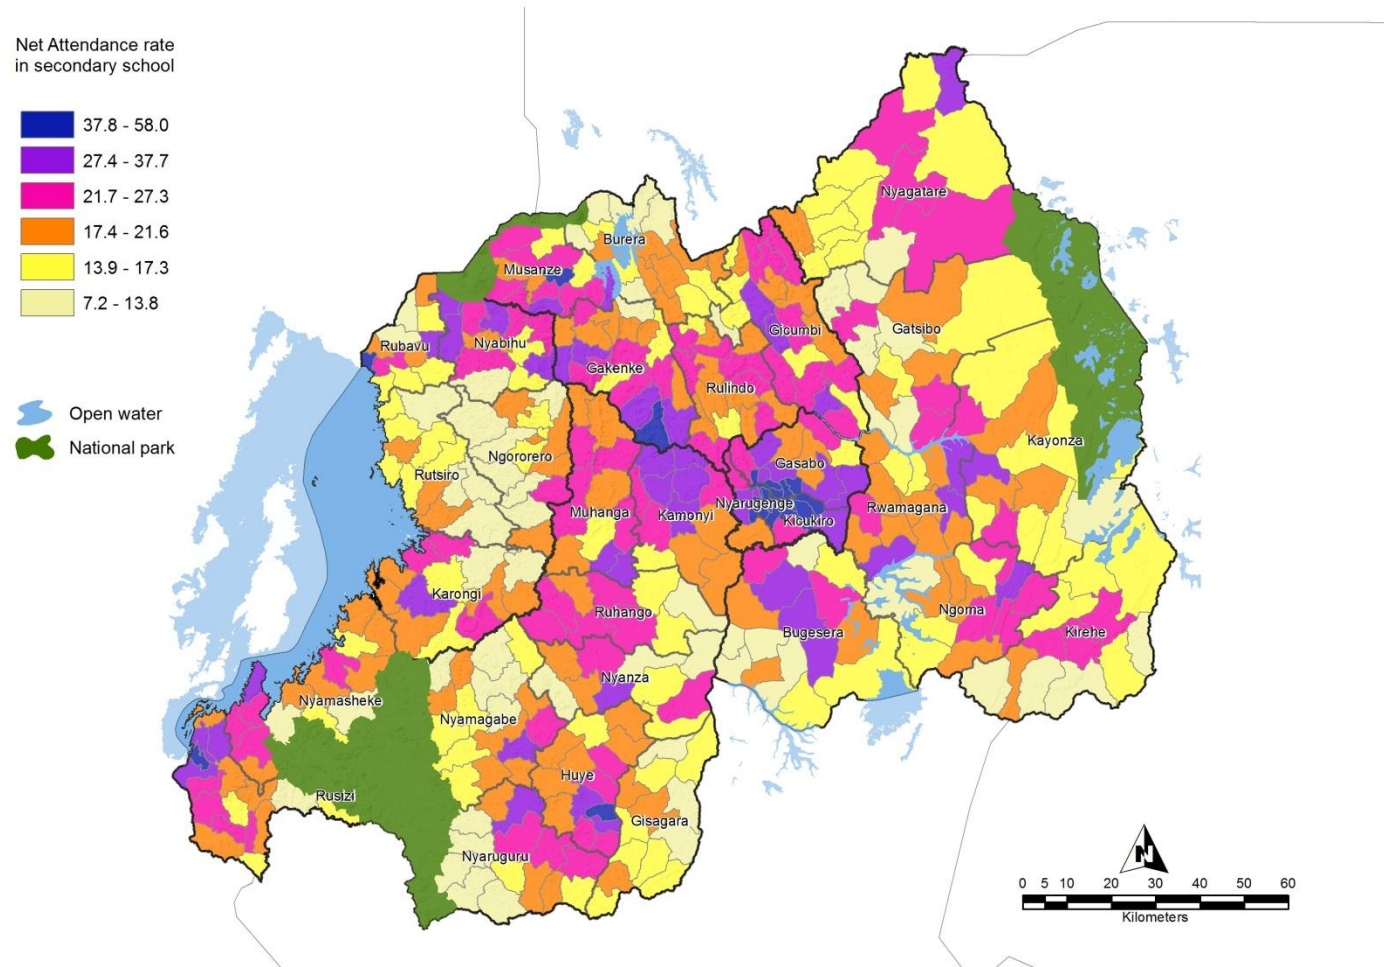 Net Attendance rate
in secondary school
37.8 - 58.0
27.4 - 37.7
21.7 - 27.3
17.4 - 21.6
13.9 - 17.3
7.2 - 13.8
Open water
National park
Nyagatare
Burera
Musanze
Gatsibo
Gicumbi
Rubavu
Nyabihu
Gakenke
Rulindo
Kayonza
Ngororero
Rutsiro
Gasabo
Nyarugenge
Rwamagana
Muhanga
Kamonyi
Kicukiro
Karongi
Ruhango
Ngoma
Bugesera
Kirehe
Nyanza
Nyamasheke
Nyamagabe
Huye
Rusizi
Gisagara
Nyaruguru
N
0 5 10 20 30 40 50 60
Kilometers